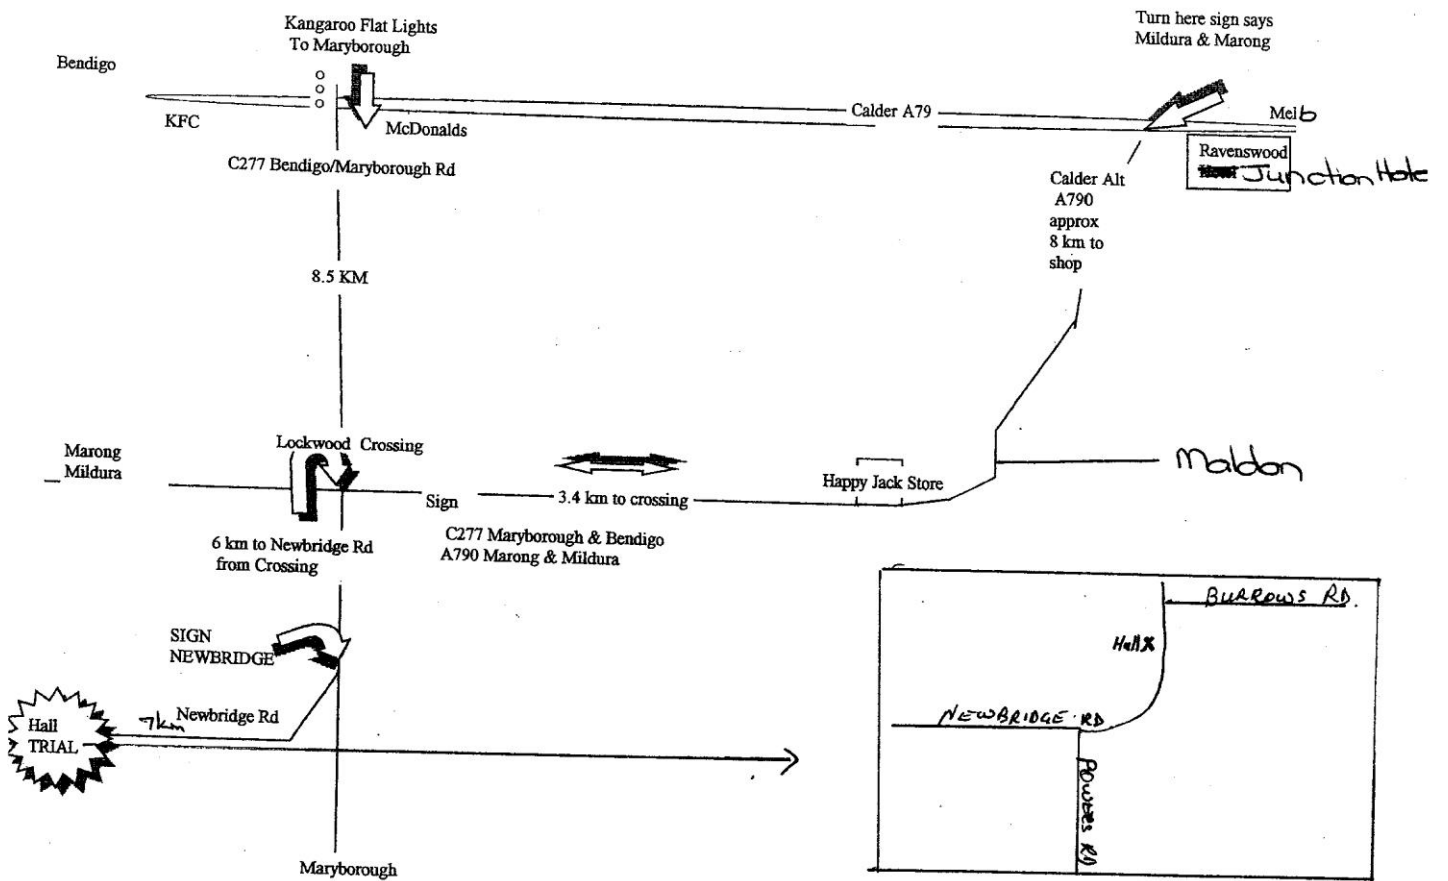 Kangaroo Flat Lights
To Maryborough
Turn here sign says
Mildura & Marong
Bendigo
KFC
McDonalds
Calder A79
Melb
Ravenswood
Junction Hote
C277 Bendigo/Maryborough Rd
Calder Alt
A790
approx
8 km to
shop
8.5 KM
Marong
Mildura
Lockwood Crossing
Sign
3.4 km to crossing
Happy Jack Store
Maldon
C277 Maryborough & Bendigo
A790 Marong & Mildura
6 km to Newbridge Rd
from Crossing
SIGN
NEWBRIDGE
Hall
TRIAL
7km
Newbridge Rd
Maryborough
BURROWS RD.
Hall X
NEWBRIDGE RD
POWERS RD